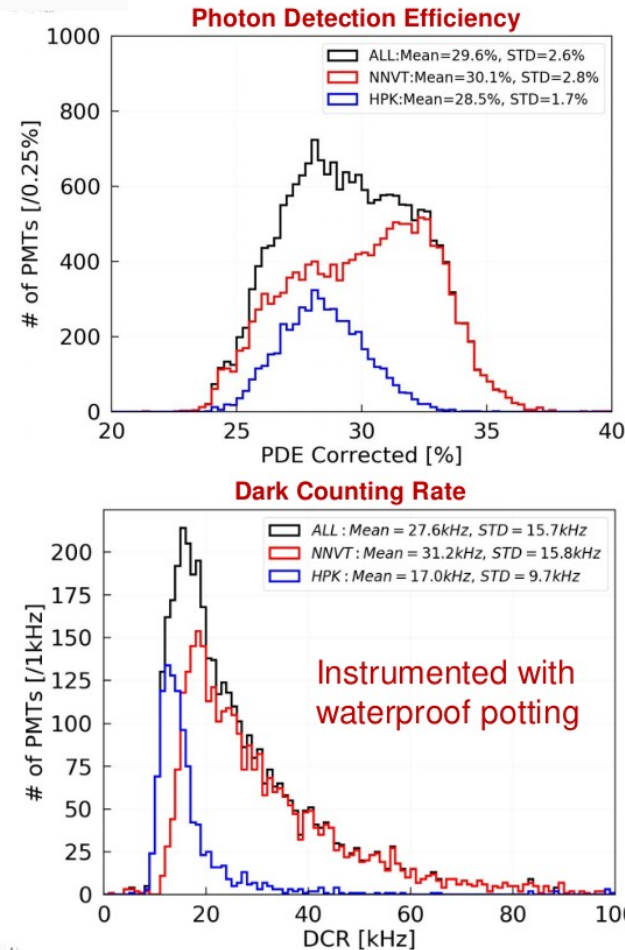 Photon Detection Efficiency
1000
800
600
400
200
0
# of PMTs [/0.25%]
ALL:Mean=29.6%, STD=2.6%
NNVT:Mean=30.1%, STD=2.8%
HPK:Mean=28.5%, STD=1.7%
20 25 30 35 40
PDE Corrected [%]
Dark Counting Rate
200
175
150
125
100
75
50
25
0
# of PMTs [/1kHz]
ALL : Mean = 27.6kHz, STD = 15.7kHz
NNVT : Mean = 31.2kHz, STD = 15.8kHz
HPK : Mean = 17.0kHz, STD = 9.7kHz
Instrumented with
waterproof potting
0 20 40 60 80
DCR [kHz]